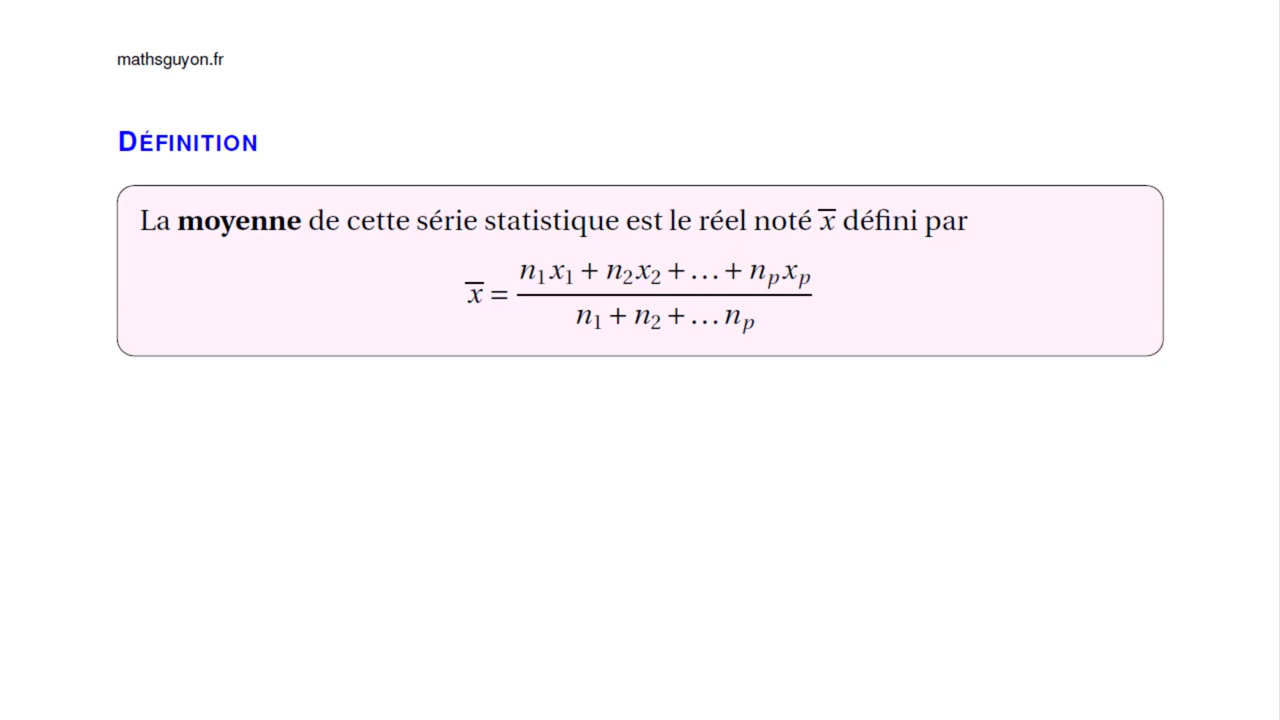 mathsguyon.fr
DÉFINITION
La moyenne de cette série statistique est le réel noté x̅ défini par
x̅ = (n₁x₁ + n₂x₂ + … + nₚxₚ) / (n₁ + n₂ + … nₚ)